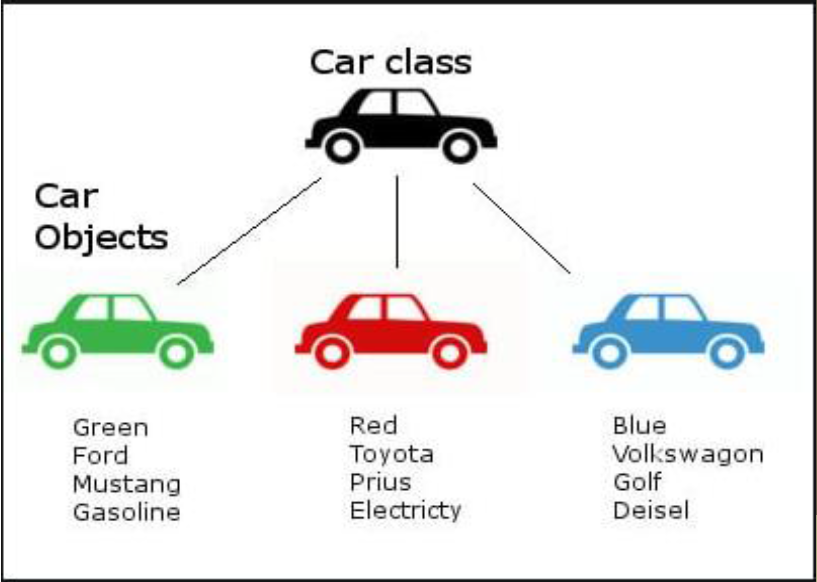 Car class
Car
Objects
Green
Ford
Mustang
Gasoline
Red
Toyota
Prius
Electricty
Blue
Volkswagon
Golf
Deisel